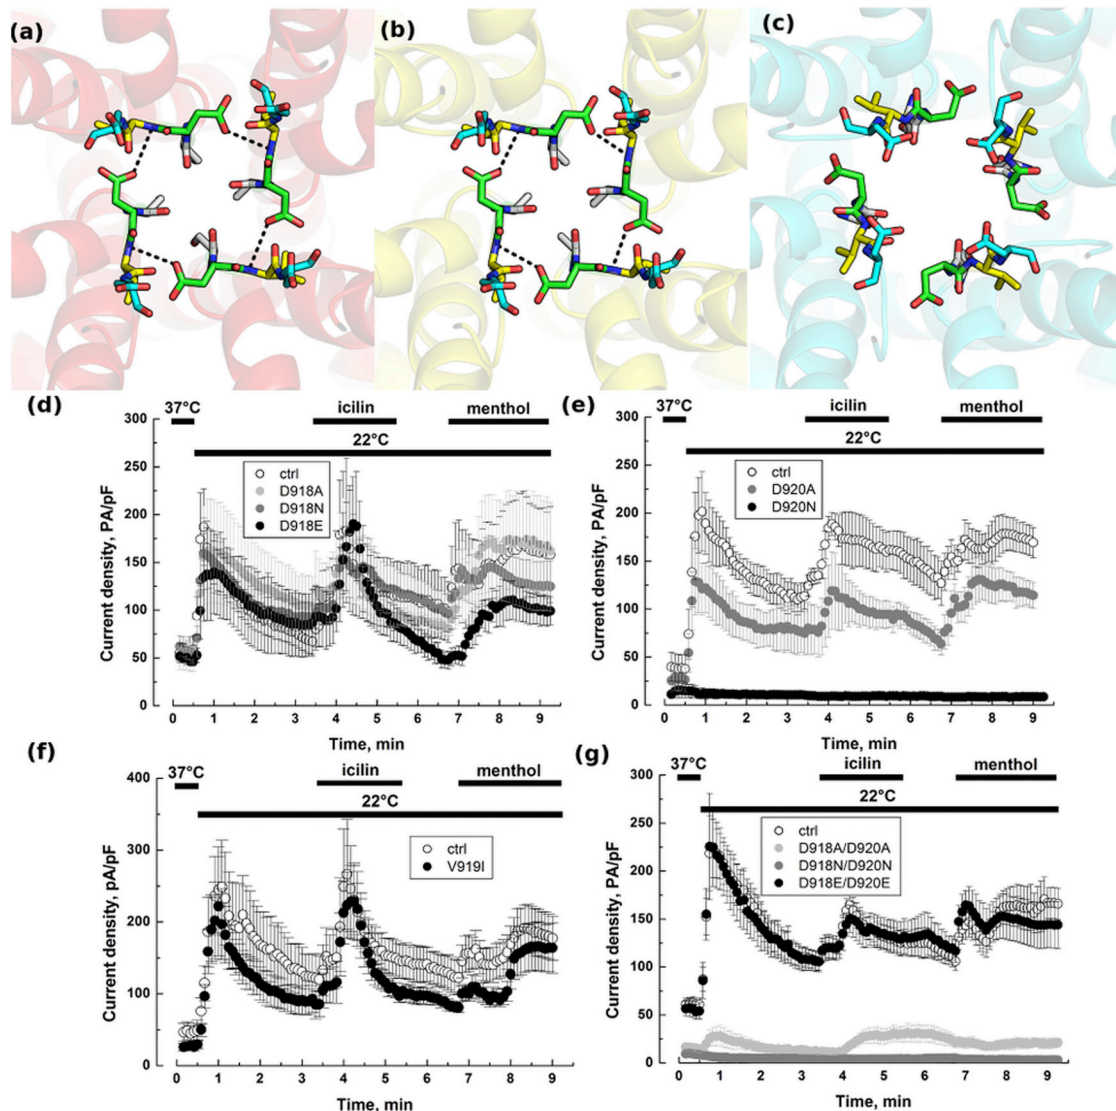 (a)
(b)
(c)
(d)
37°C
icilin
menthol
22°C
300
250
200
150
100
50
0
Current density, PA/pF
ctrl
D918A
D918N
D918E
0 1 2 3 4 5 6 7 8 9
Time, min
(e)
37°C
icilin
menthol
22°C
300
250
200
150
100
50
0
Current density, PA/pF
ctrl
D920A
D920N
0 1 2 3 4 5 6 7 8 9
Time, min
(f)
37°C
icilin
menthol
22°C
400
300
200
100
0
Current density, pA/pF
ctrl
V919I
0 1 2 3 4 5 6 7 8 9
Time, min
(g)
37°C
icilin
menthol
22°C
300
250
200
150
100
50
0
Current density, PA/pF
ctrl
D918A/D920A
D918N/D920N
D918E/D920E
0 1 2 3 4 5 6 7 8 9
Time, min